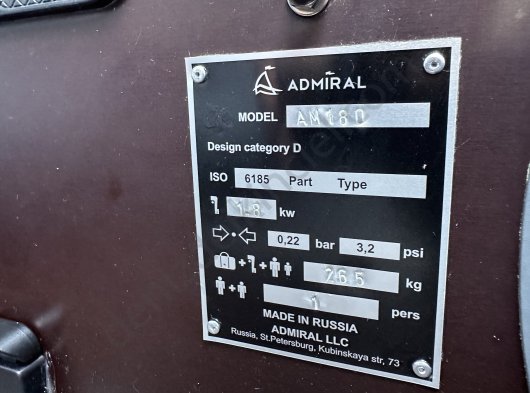 ADMIRAL
MODEL AM180
Design category D
ISO 6185 Part Type
1.8 kw
0,22 bar 3,2 psi
265 kg
1 pers
MADE IN RUSSIA
ADMIRAL LLC
Russia, St.Petersburg, Kubinskaya str, 73